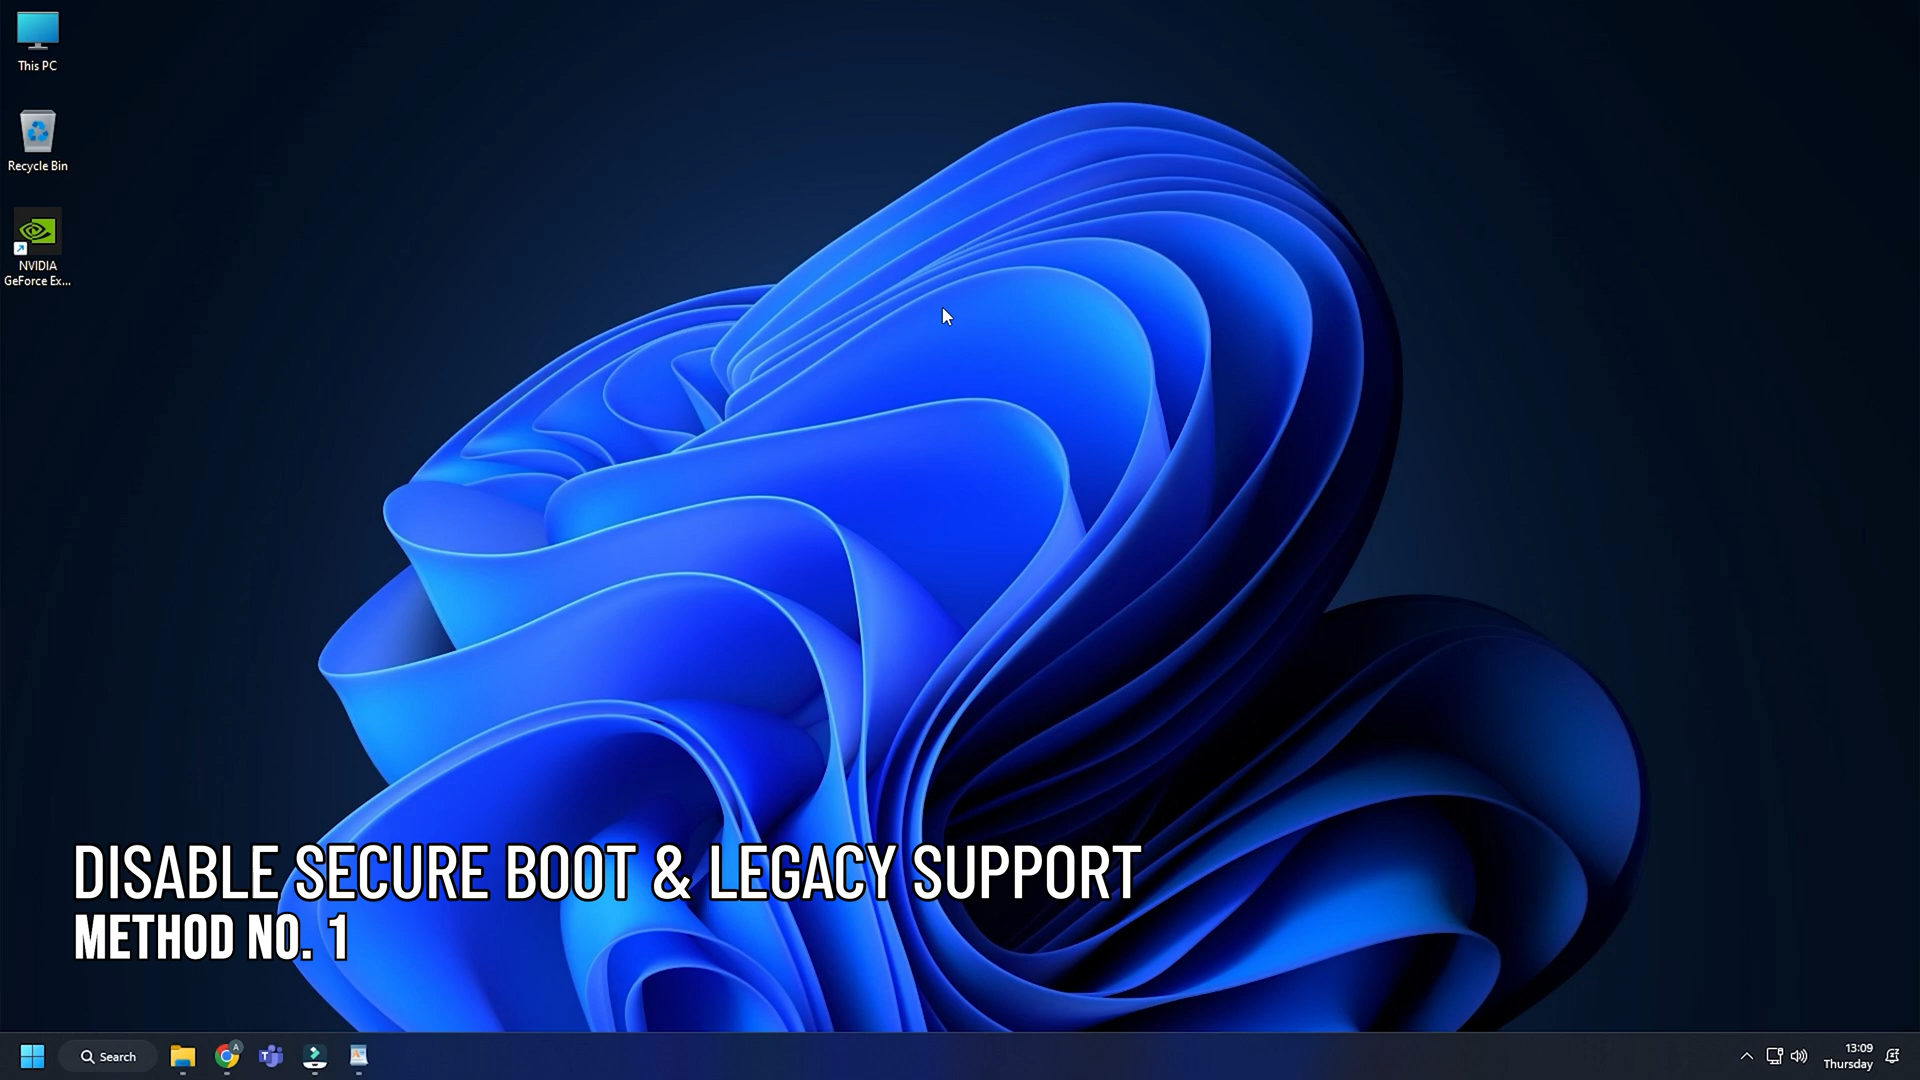 This PC
Recycle Bin
NVIDIA
GeForce Ex...
DISABLE SECURE BOOT & LEGACY SUPPORT
METHOD NO. 1
Search
A
13:09
Thursday